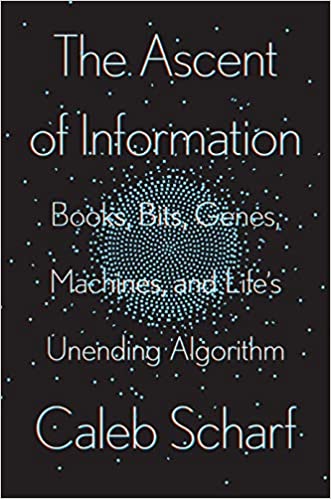 The Ascent
of Information
Books, Bits, Genes,
Machines, and Life's
Unending Algorithm
Caleb Scharf